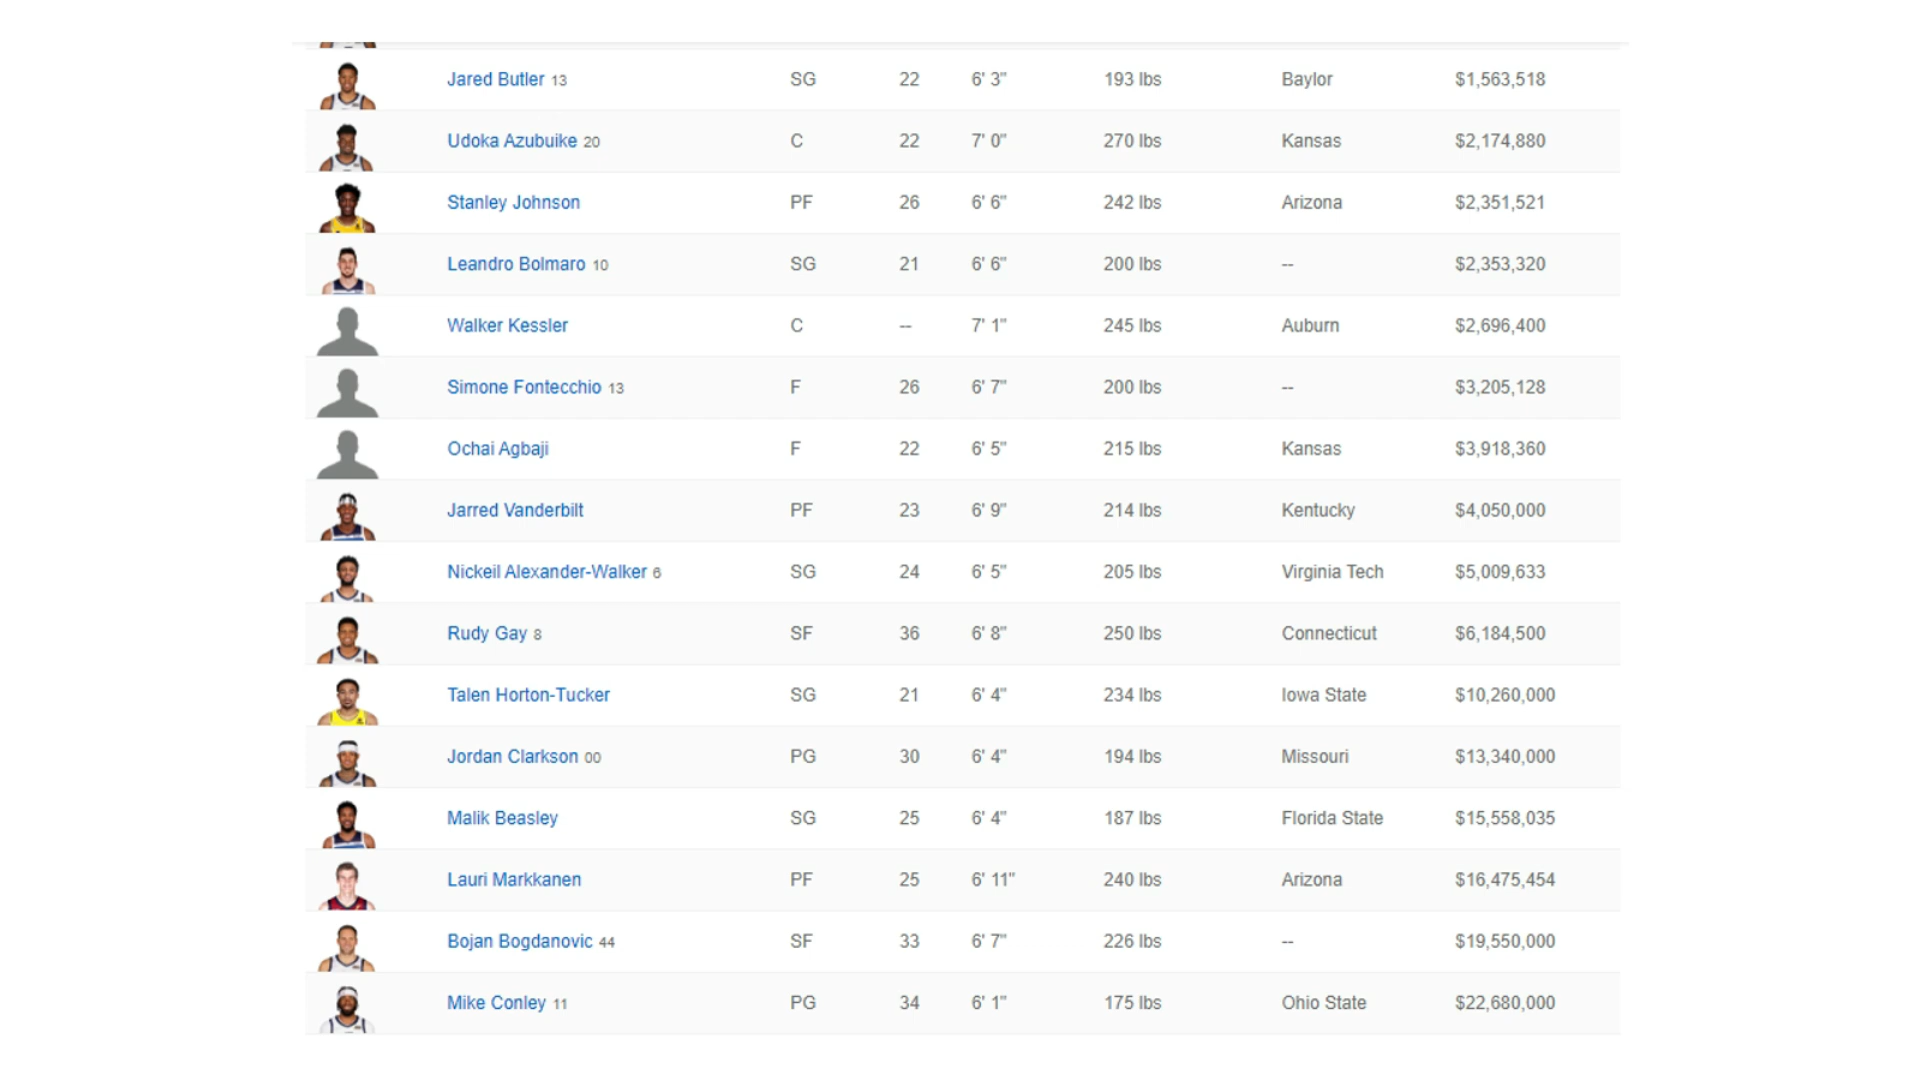 Jared Butler 13 SG 22 6' 3" 193 lbs Baylor $1,563,518
Udoka Azubuike 20 C 22 7' 0" 270 lbs Kansas $2,174,880
Stanley Johnson PF 26 6' 6" 242 lbs Arizona $2,351,521
Leandro Bolmaro 10 SG 21 6' 6" 200 lbs -- $2,353,320
Walker Kessler C -- 7' 1" 245 lbs Auburn $2,696,400
Simone Fontecchio 13 F 26 6' 7" 200 lbs -- $3,205,128
Ochai Agbaji F 22 6' 5" 215 lbs Kansas $3,918,360
Jarred Vanderbilt PF 23 6' 9" 214 lbs Kentucky $4,050,000
Nickeil Alexander-Walker 6 SG 24 6' 5" 205 lbs Virginia Tech $5,009,633
Rudy Gay 8 SF 36 6' 8" 250 lbs Connecticut $6,184,500
Talen Horton-Tucker SG 21 6' 4" 234 lbs Iowa State $10,260,000
Jordan Clarkson 00 PG 30 6' 4" 194 lbs Missouri $13,340,000
Malik Beasley SG 25 6' 4" 187 lbs Florida State $15,558,035
Lauri Markkanen PF 25 6' 11" 240 lbs Arizona $16,475,454
Bojan Bogdanovic 44 SF 33 6' 7" 226 lbs -- $19,550,000
Mike Conley 11 PG 34 6' 1" 175 lbs Ohio State $22,680,000